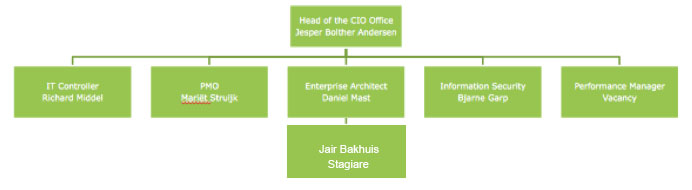 Head of the CIO Office
Jesper Bolther Andersen
IT Controller
Richard Middel
PMO
Mariët Struijk
Enterprise Architect
Daniel Mast
Information Security
Bjarne Garp
Performance Manager
Vacancy
Jair Bakhuis
Stagiare